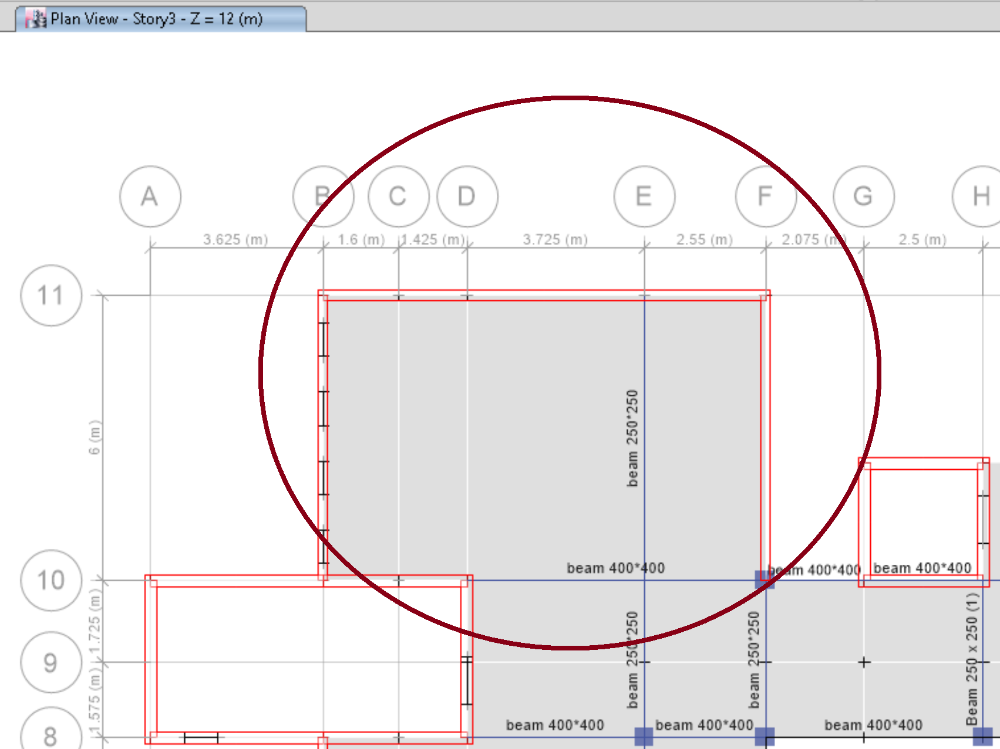 Plan View - Story3 - Z = 12 (m)
A B C D E F G H
3.625 (m) 1.6 (m) 1.425 (m) 3.725 (m) 2.55 (m) 2.075 (m) 2.5 (m)
11
6 (m)
beam 250*250
10
beam 400*400 beam 400*400 beam 400*400
1.725 (m)
9
beam 250*250 beam 250*250 Beam 250 x 250 (1)
1.575 (m)
8
beam 400*400 beam 400*400 beam 400*400